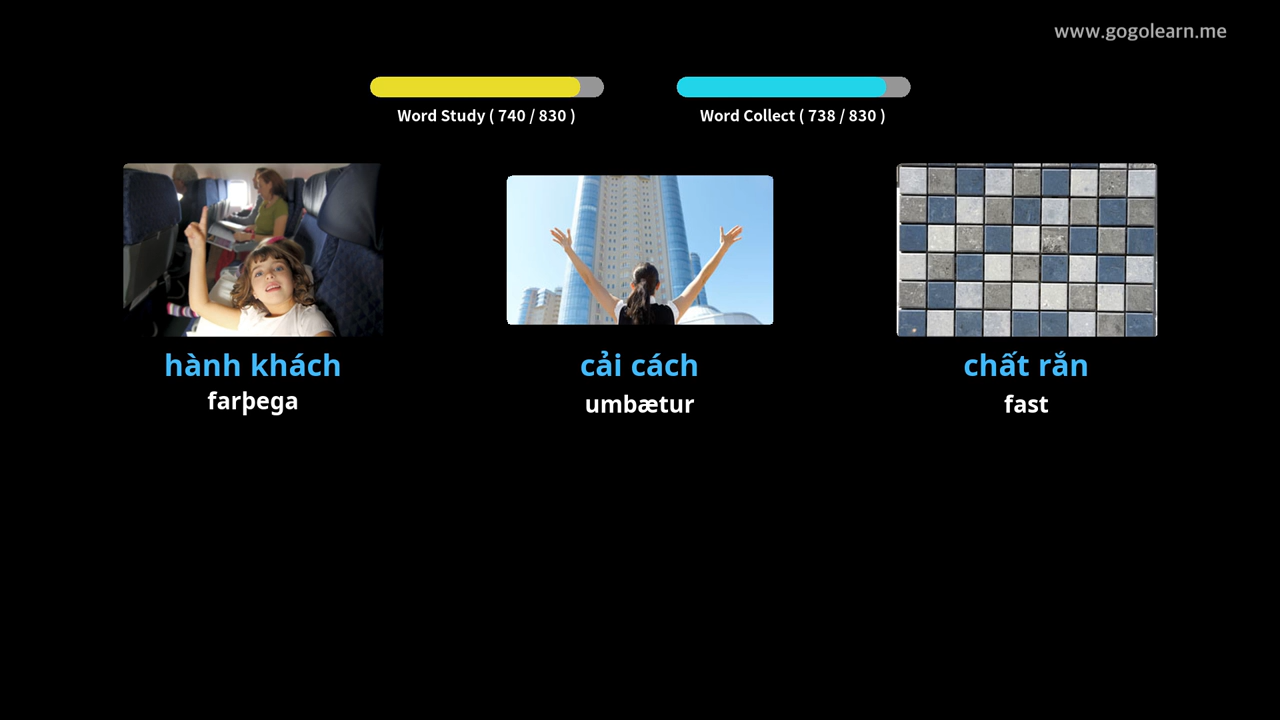 www.gogolearn.me
Word Study ( 740 / 830 )
Word Collect ( 738 / 830 )
hành khách
farþega
cải cách
umbætur
chất rắn
fast